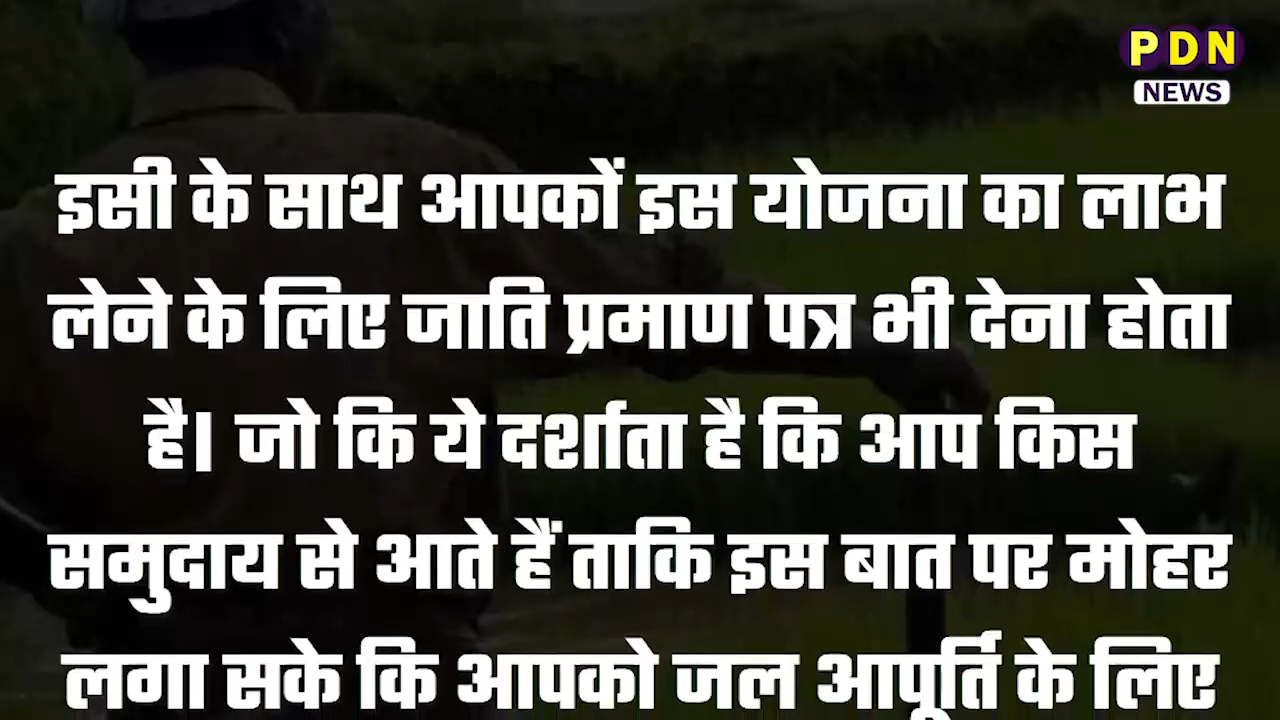 PDN
NEWS
इसी के साथ आपकों इस योजना का लाभ
लेने के लिए जाति प्रमाण पत्र भी देना होता
है। जो कि ये दर्शाता है कि आप किस
समुदाय से आते हैं ताकि इस बात पर मोहर
लगा सके कि आपको जल आपूर्ति के लिए